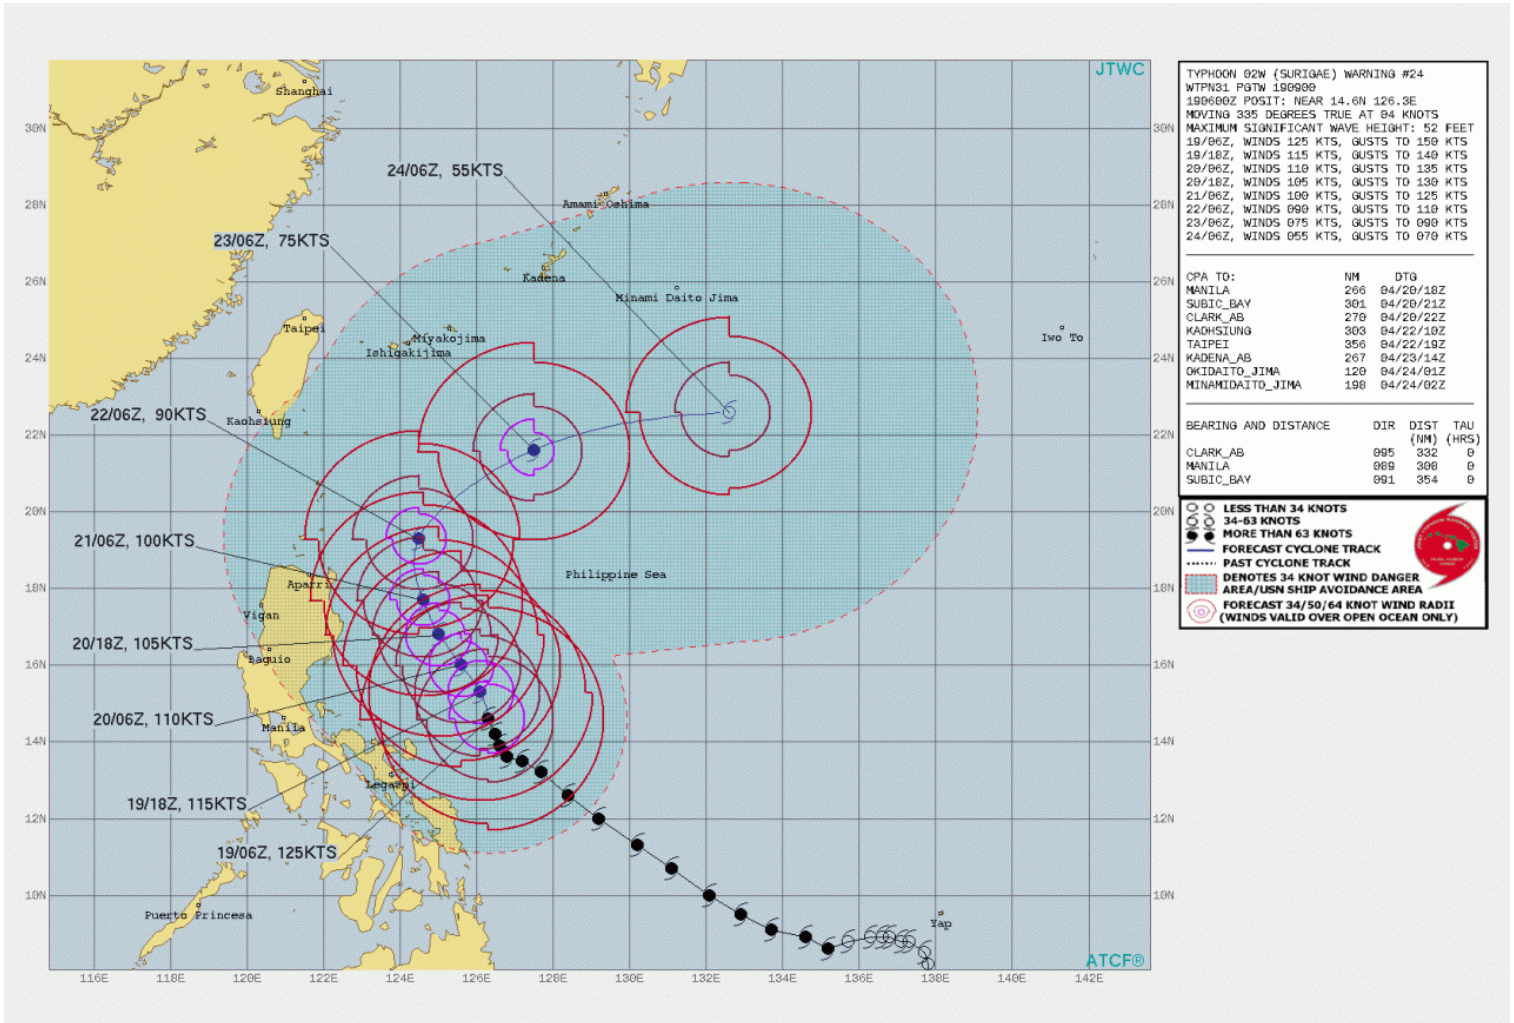 JTWC
TYPHOON 02W (SURIGAE) WARNING #24
WTPN31 PGTW 190900
190600Z POSIT: NEAR 14.6N 126.3E
MOVING 335 DEGREES TRUE AT 04 KNOTS
MAXIMUM SIGNIFICANT WAVE HEIGHT: 52 FEET
19/06Z, WINDS 125 KTS, GUSTS TO 150 KTS
19/18Z, WINDS 115 KTS, GUSTS TO 140 KTS
20/06Z, WINDS 110 KTS, GUSTS TO 135 KTS
20/18Z, WINDS 105 KTS, GUSTS TO 130 KTS
21/06Z, WINDS 100 KTS, GUSTS TO 125 KTS
22/06Z, WINDS 090 KTS, GUSTS TO 110 KTS
23/06Z, WINDS 075 KTS, GUSTS TO 090 KTS
24/06Z, WINDS 055 KTS, GUSTS TO 070 KTS
CPA TO: NM DTG
MANILA 266 04/20/18Z
SUBIC_BAY 301 04/20/21Z
CLARK_AB 270 04/20/22Z
KAOHSIUNG 303 04/22/10Z
TAIPEI 356 04/22/19Z
KADENA_AB 267 04/23/14Z
OKIDAITO_JIMA 120 04/24/01Z
MINAMIDAITO_JIMA 198 04/24/02Z
BEARING AND DISTANCE DIR DIST TAU
(NM) (HRS)
CLARK_AB 095 332 0
MANILA 089 308 0
SUBIC_BAY 091 354 0
LESS THAN 34 KNOTS
34-63 KNOTS
MORE THAN 63 KNOTS
FORECAST CYCLONE TRACK
PAST CYCLONE TRACK
DENOTES 34 KNOT WIND DANGER
AREA/USN SHIP AVOIDANCE AREA
FORECAST 34/50/64 KNOT WIND RADII
(WINDS VALID OVER OPEN OCEAN ONLY)
Shanghai
30N 30N
24/06Z, 55KTS
28N 28N
Amami Oshima
23/06Z, 75KTS
Kadena
26N 26N
Minami Daito Jima
Taipei
Miyakojima
Iwo To
Ishigakijima
24N 24N
22/06Z, 90KTS
Kaohsiung
22N 22N
20N 20N
21/06Z, 100KTS
Philippine Sea
Aparri
18N 18N
Vigan
20/18Z, 105KTS
Baguio
16N 16N
20/06Z, 110KTS
Manila
14N 14N
Legaspi
19/18Z, 115KTS
12N 12N
19/06Z, 125KTS
10N 10N
Puerto Princesa
Yap
ATCF®
116E 118E 120E 122E 124E 126E 128E 130E 132E 134E 136E 138E 140E 142E